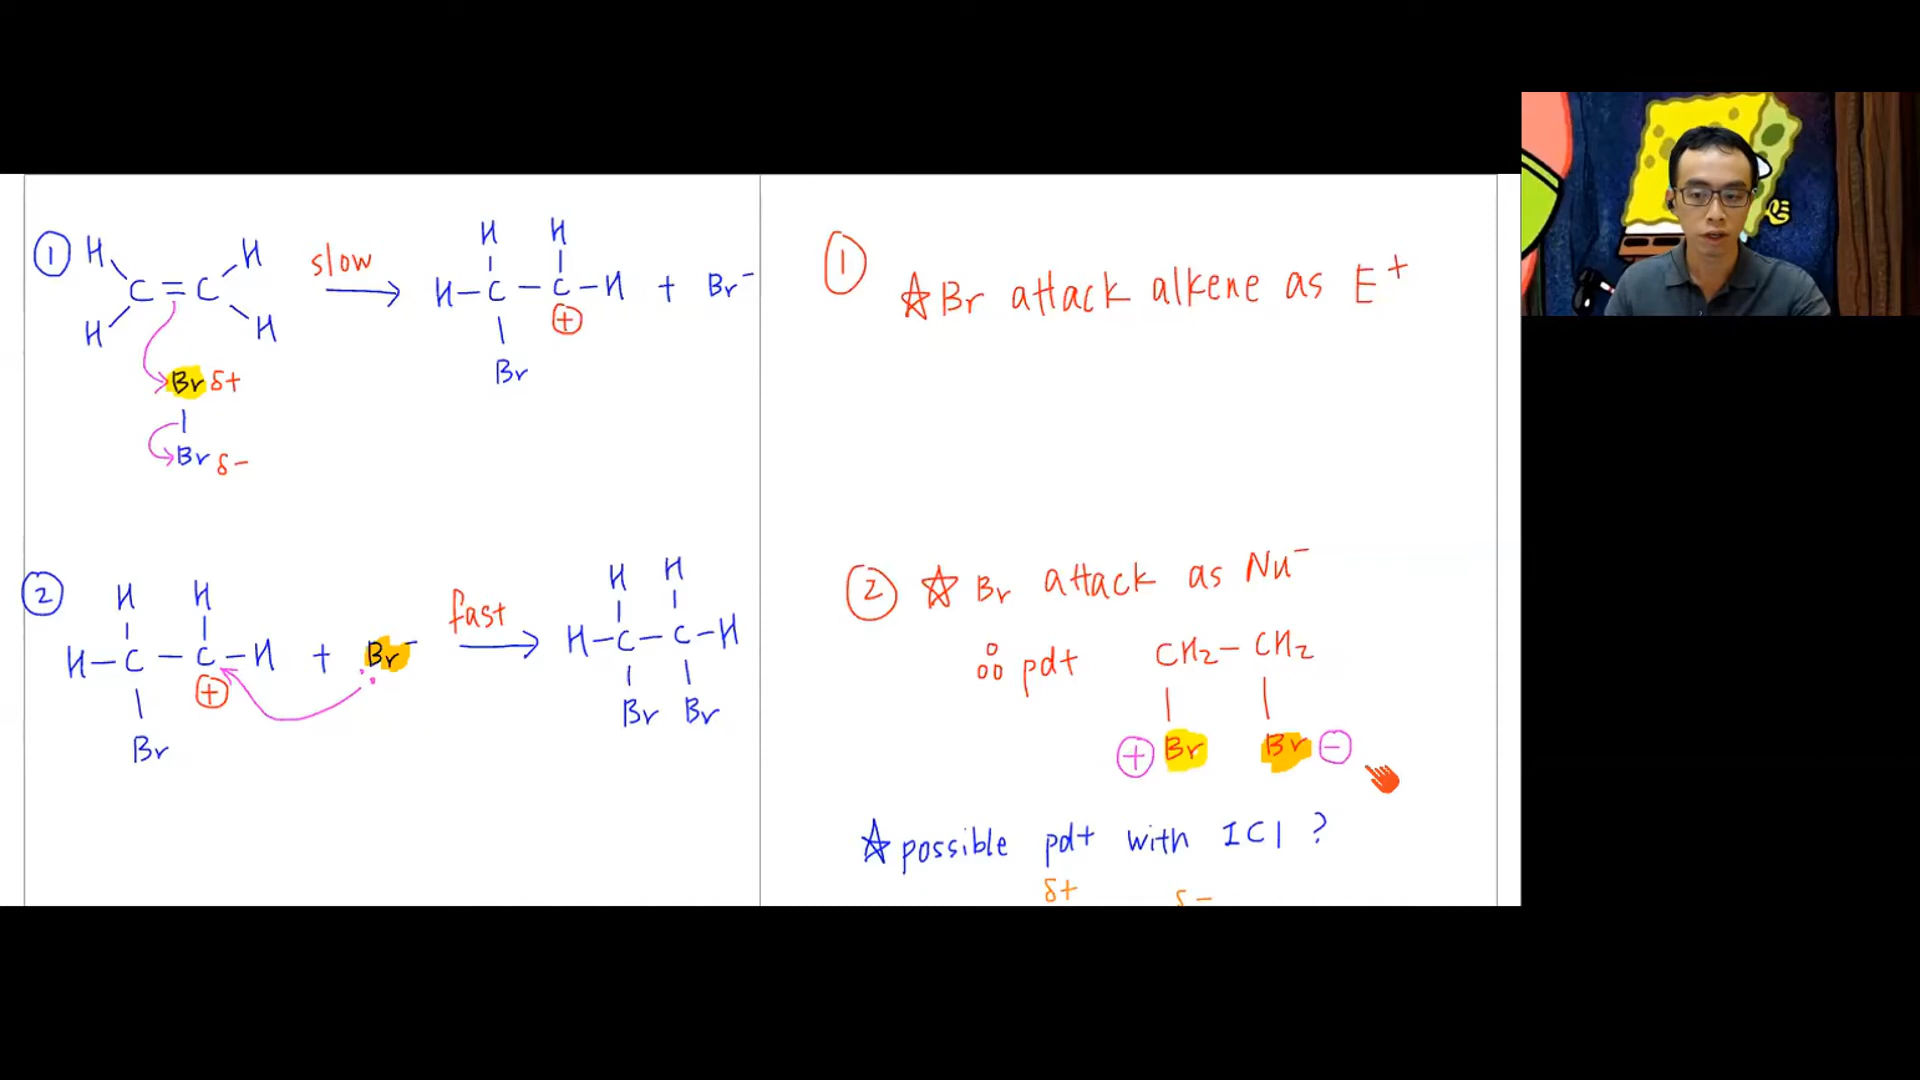 ① H H slow H H
C = C → H–C – C–H + Br⁻
H H ⊕
Br δ+ Br
Br δ–
① ☆ Br attack alkene as E⁺
② H H fast H H
H–C – C–H + Br⁻ → H–C–C–H
⊕
Br Br Br
② ☆ Br attack as Nu⁻
∴ pdt CH₂–CH₂
⊕ Br Br ⊖
☆ possible pdt with ICl ?
δ+ δ–